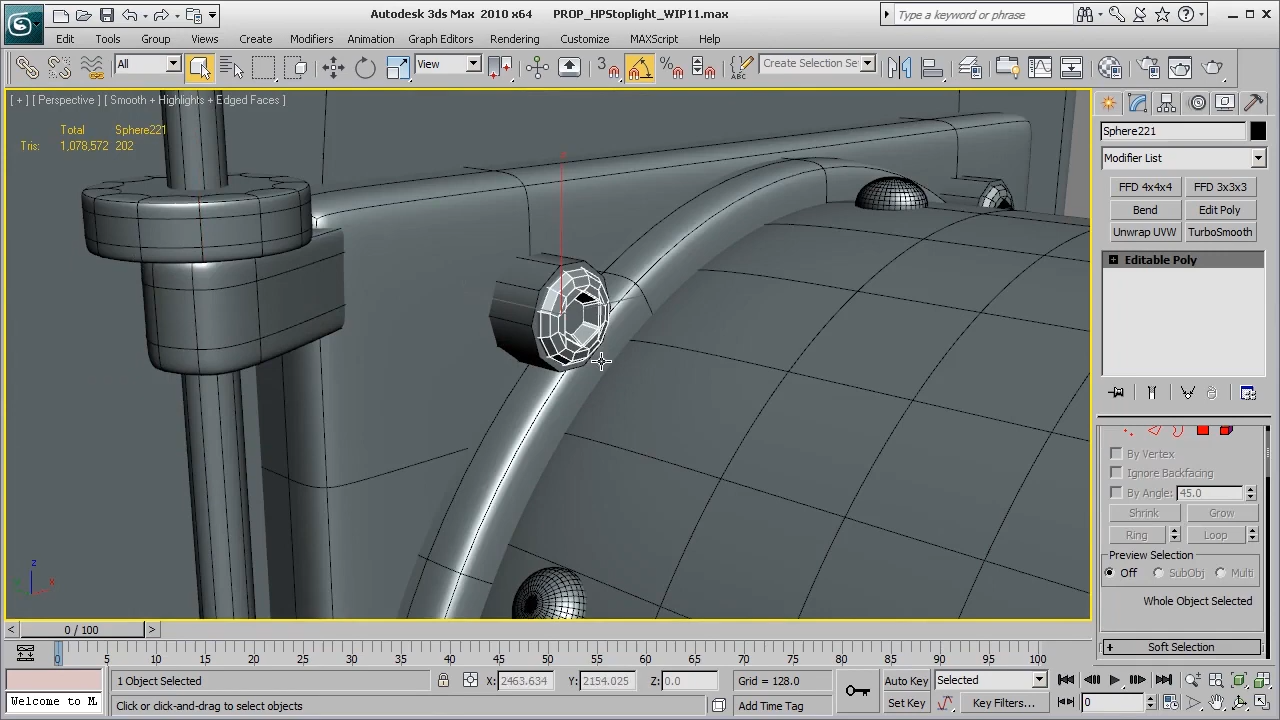 Autodesk 3ds Max 2010 x64 PROP_HPStoplight_WIP11.max
Type a keyword or phrase
Edit Tools Group Views Create Modifiers Animation Graph Editors Rendering Customize MAXScript Help
All View 3 ABC Create Selection Se
[ + ] [ Perspective ] [ Smooth + Highlights + Edged Faces ]
Total Sphere221
Tris: 1,078,572 202
Sphere221
Modifier List
FFD 4x4x4 FFD 3x3x3
Bend Edit Poly
Unwrap UVW TurboSmooth
Editable Poly
By Vertex
Ignore Backfacing
By Angle: 45.0
Shrink Grow
Ring Loop
Preview Selection
Off SubObj Multi
Whole Object Selected
Soft Selection
z
x
< 0 / 100 >
0 5 10 15 20 25 30 35 40 45 50 55 60 65 70 75 80 85 90 95 100
1 Object Selected X: 2463.634 Y: 2154.025 Z: 0.0 Grid = 128.0 Auto Key Selected
Welcome to M Click or click-and-drag to select objects Add Time Tag Set Key Key Filters... 0